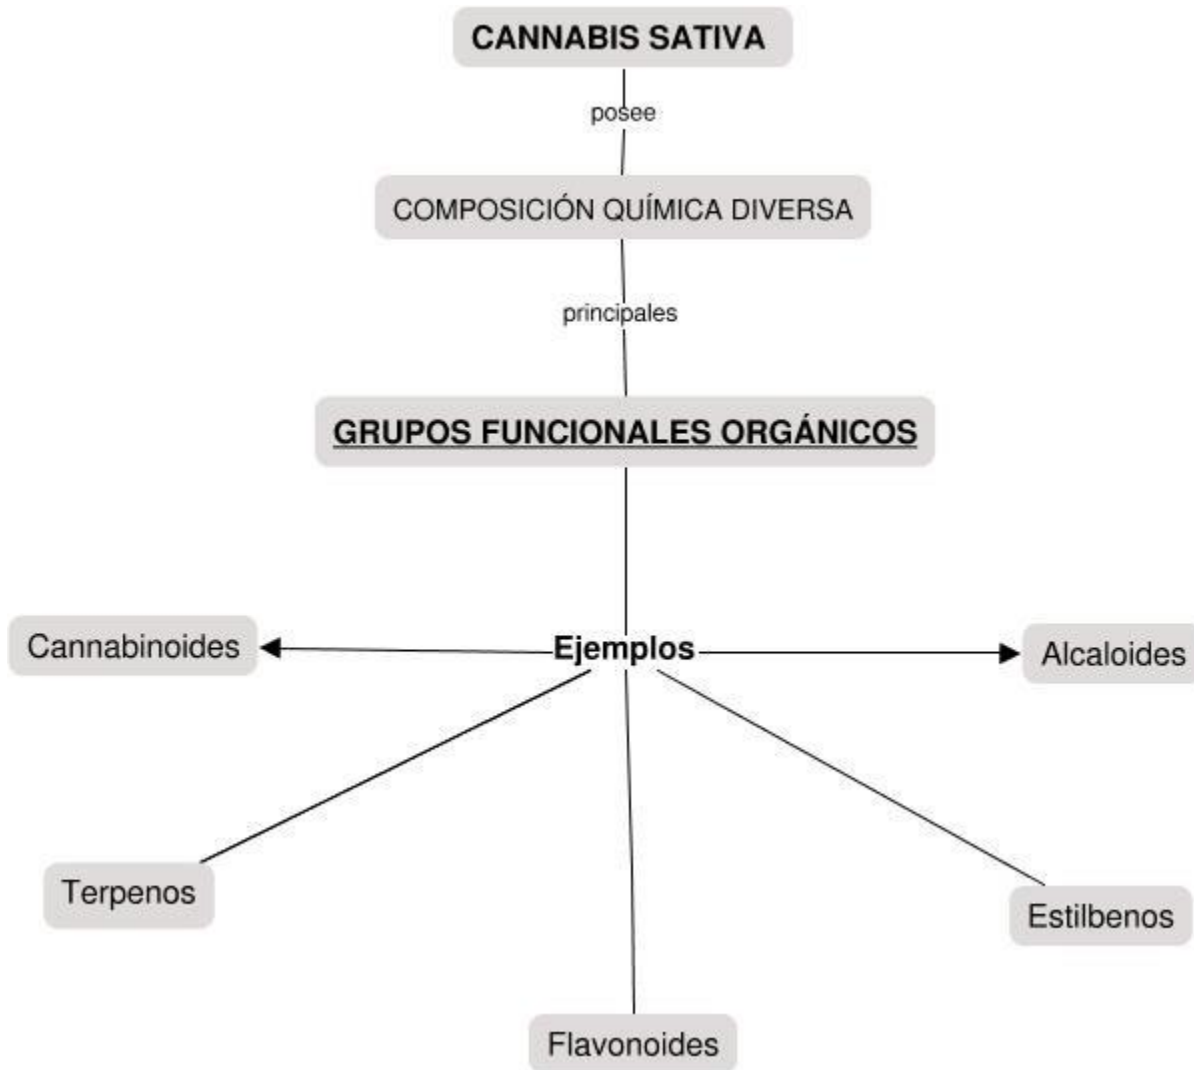 CANNABIS SATIVA
posee
COMPOSICIÓN QUÍMICA DIVERSA
principales
GRUPOS FUNCIONALES ORGÁNICOS
Ejemplos
Cannabinoides
Alcaloides
Terpenos
Estilbenos
Flavonoides